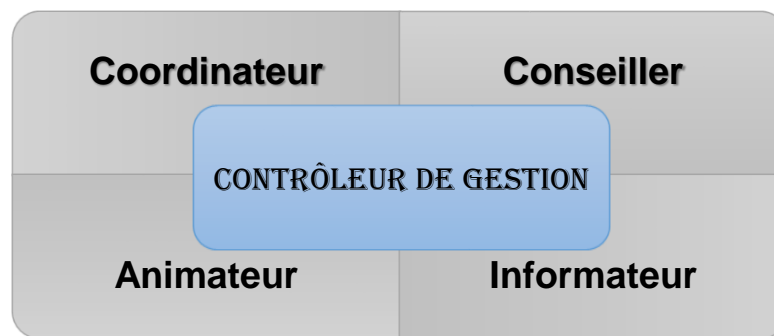 Coordinateur
Conseiller
CONTRÔLEUR DE GESTION
Animateur
Informateur